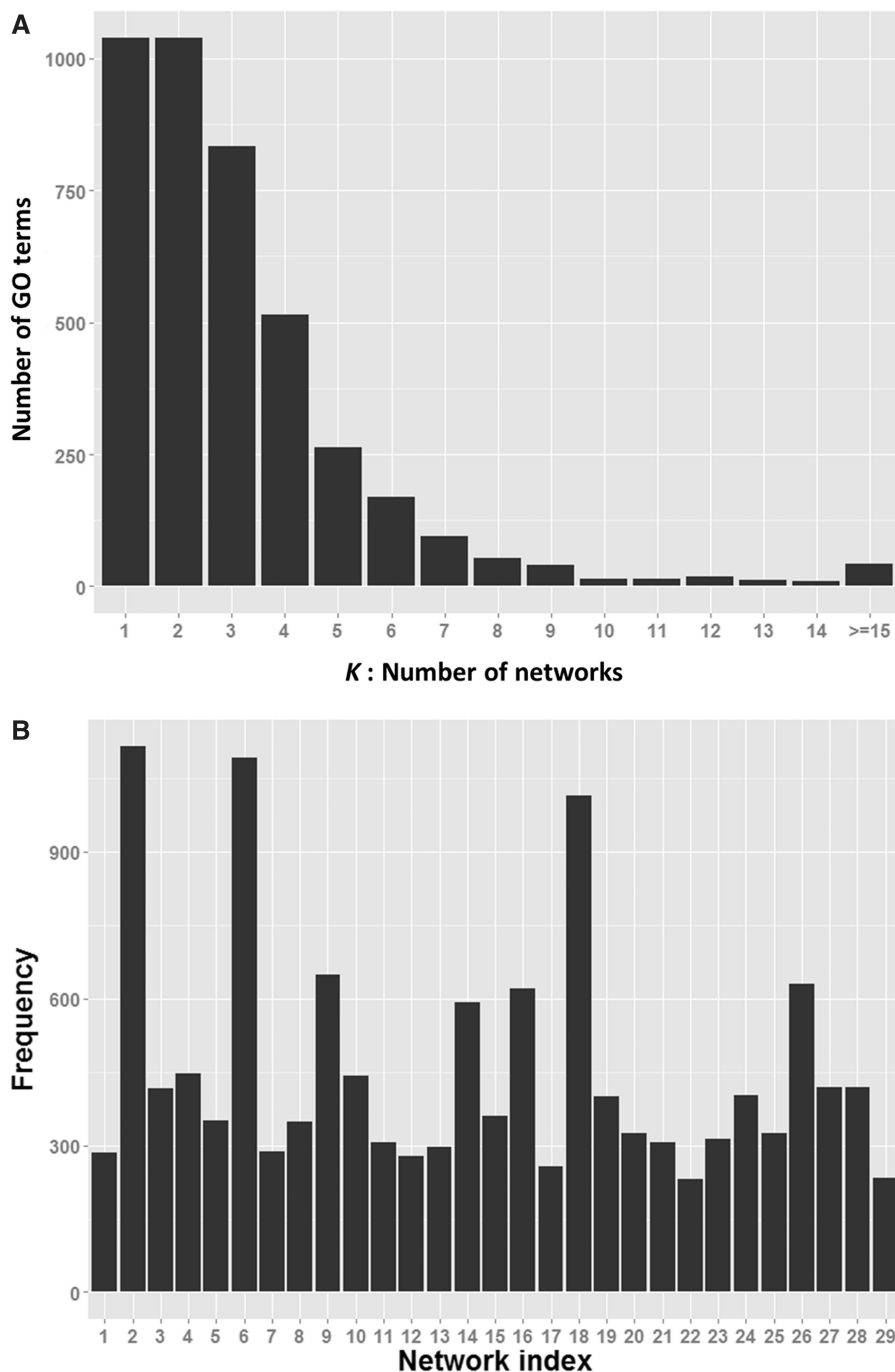 A
1000
750
500
250
0
Number of GO terms
1 2 3 4 5 6 7 8 9 10 11 12 13 14 >=15
K : Number of networks
B
900
600
300
0
Frequency
1 2 3 4 5 6 7 8 9 10 11 12 13 14 15 16 17 18 19 20 21 22 23 24 25 26 27 28 29
Network index